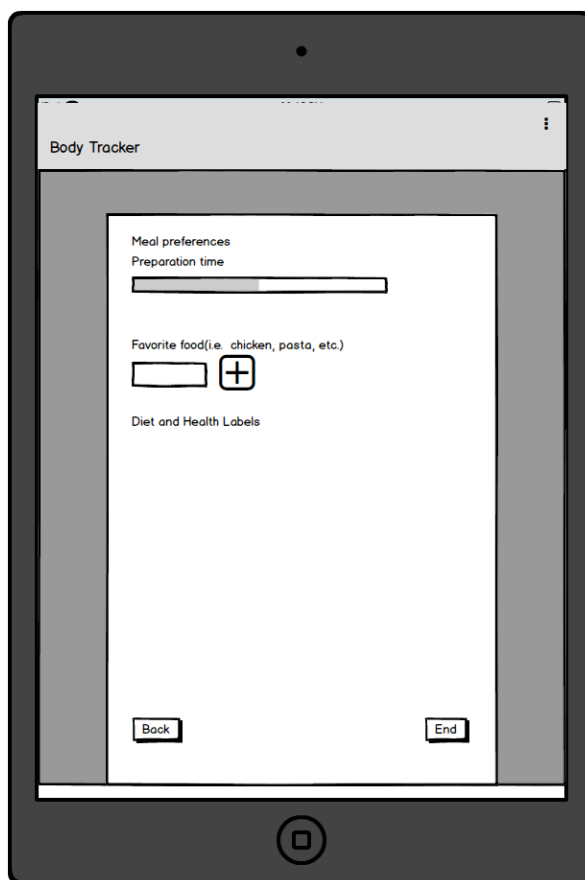 Body Tracker
Meal preferences
Preparation time
Favorite food(i.e. chicken, pasta, etc.)
Diet and Health Labels
Back
End